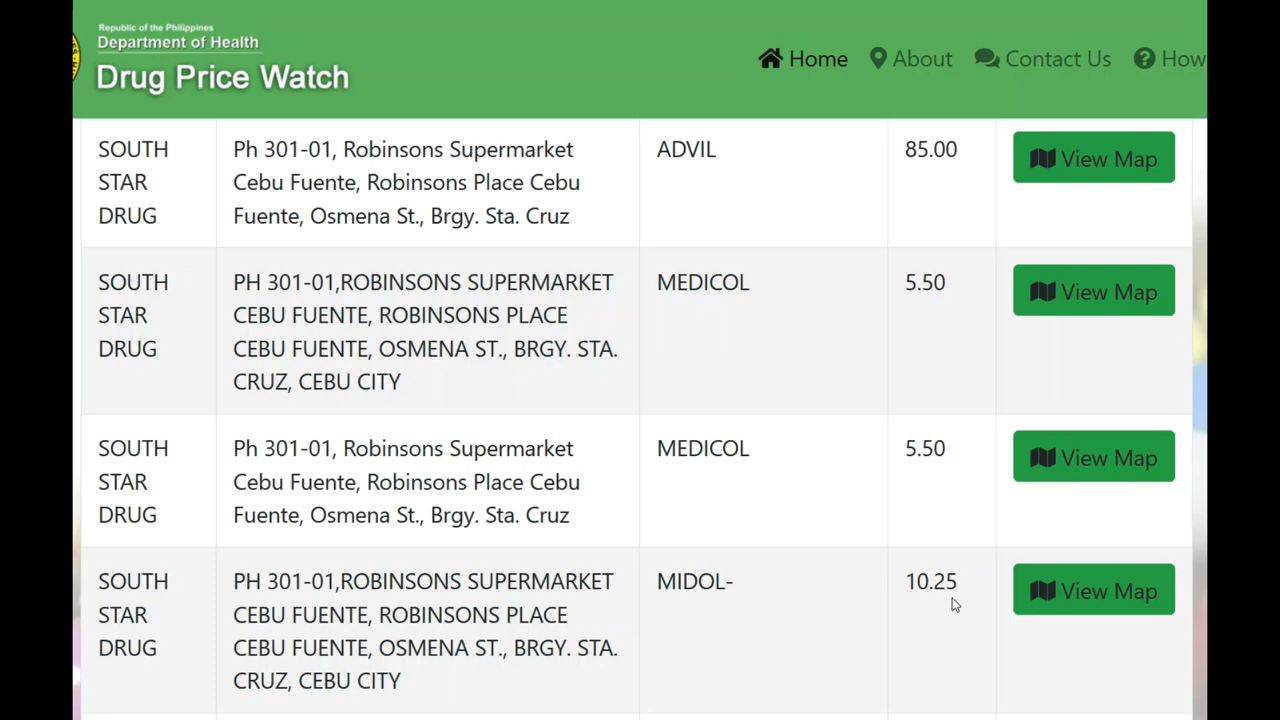 Republic of the Philippines
Department of Health
Drug Price Watch
Home About Contact Us How
SOUTH STAR DRUG
Ph 301-01, Robinsons Supermarket
Cebu Fuente, Robinsons Place Cebu
Fuente, Osmena St., Brgy. Sta. Cruz
ADVIL
85.00
View Map
SOUTH STAR DRUG
PH 301-01,ROBINSONS SUPERMARKET
CEBU FUENTE, ROBINSONS PLACE
CEBU FUENTE, OSMENA ST., BRGY. STA.
CRUZ, CEBU CITY
MEDICOL
5.50
View Map
SOUTH STAR DRUG
Ph 301-01, Robinsons Supermarket
Cebu Fuente, Robinsons Place Cebu
Fuente, Osmena St., Brgy. Sta. Cruz
MEDICOL
5.50
View Map
SOUTH STAR DRUG
PH 301-01,ROBINSONS SUPERMARKET
CEBU FUENTE, ROBINSONS PLACE
CEBU FUENTE, OSMENA ST., BRGY. STA.
CRUZ, CEBU CITY
MIDOL-
10.25
View Map